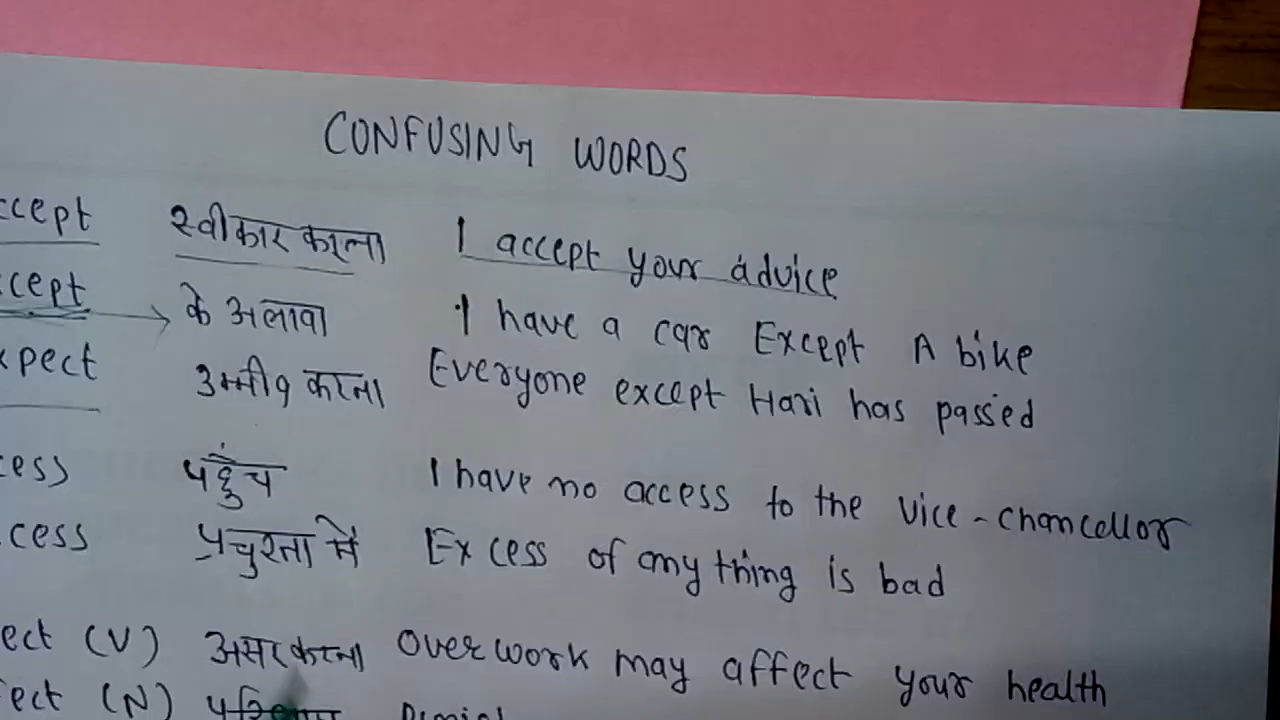 CONFUSING WORDS
ccept स्वीकार करना I accept your advice
cept के अलावा I have a car Except A bike
xpect उम्मीद करना Everyone except Hari has passed
cess पहुँच I have no access to the vice-chancellor
cess प्रचुरता में Excess of any thing is bad
ect (V) असर करना Over work may affect your health
ect (N)